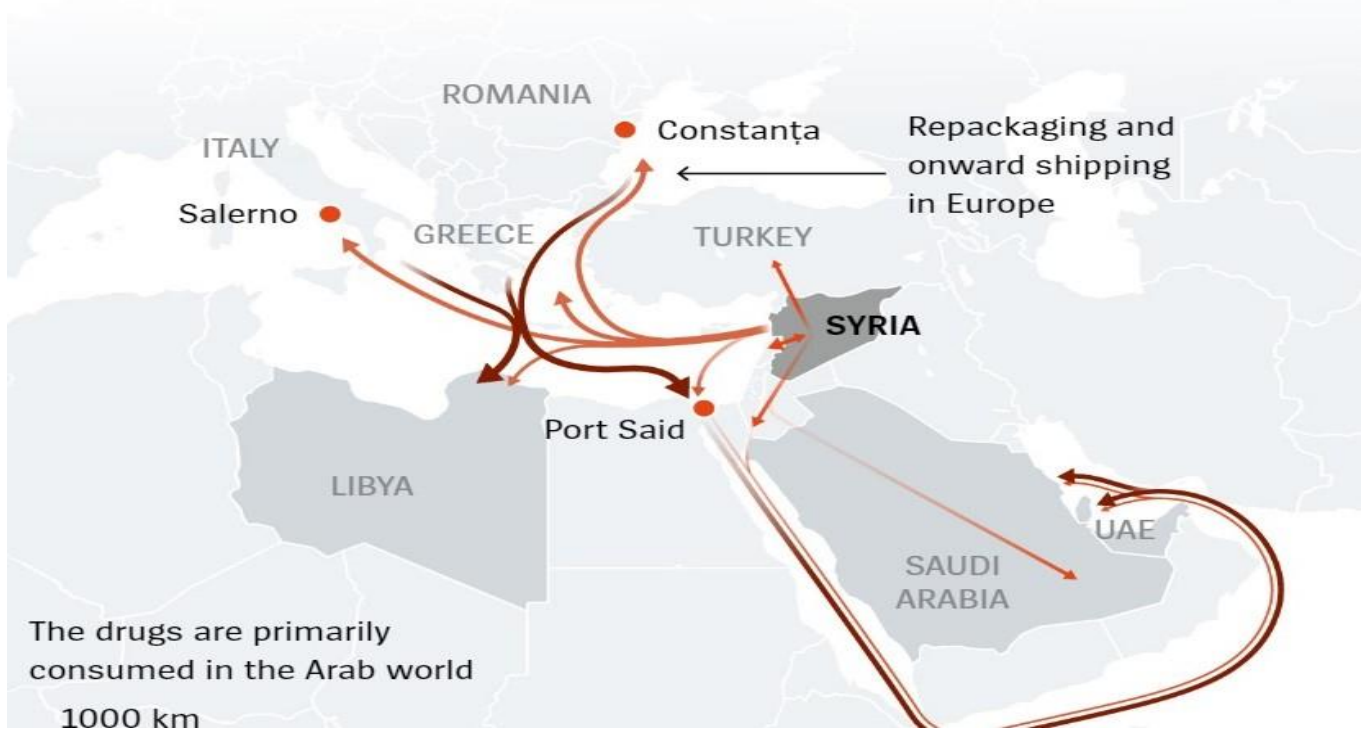 ROMANIA
Constanța
Repackaging and
onward shipping
in Europe
ITALY
Salerno
GREECE
TURKEY
SYRIA
Port Said
LIBYA
UAE
SAUDI
ARABIA
The drugs are primarily
consumed in the Arab world
1000 km